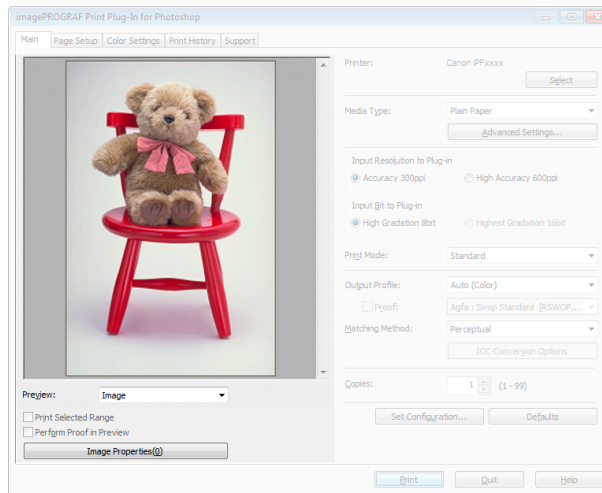 imagePROGRAF Print Plug-In for Photoshop
Main Page Setup Color Settings Print History Support
Printer: Canon iPFxxxx
Select
Media Type: Plain Paper
Advanced Settings...
Input Resolution to Plug-in
Accuracy 300ppi High Accuracy 600ppi
Input Bit to Plug-in
High Gradation 8bit Highest Gradation 16bit
Print Mode: Standard
Output Profile: Auto (Color)
Proof: Agfa : Swop Standard [RSWOP...
Matching Method: Perceptual
ICC Conversion Options
Copies: 1 (1 - 99)
Set Configuration... Defaults
Preview: Image
Print Selected Range
Perform Proof in Preview
Image Properties(0)
Print Quit Help